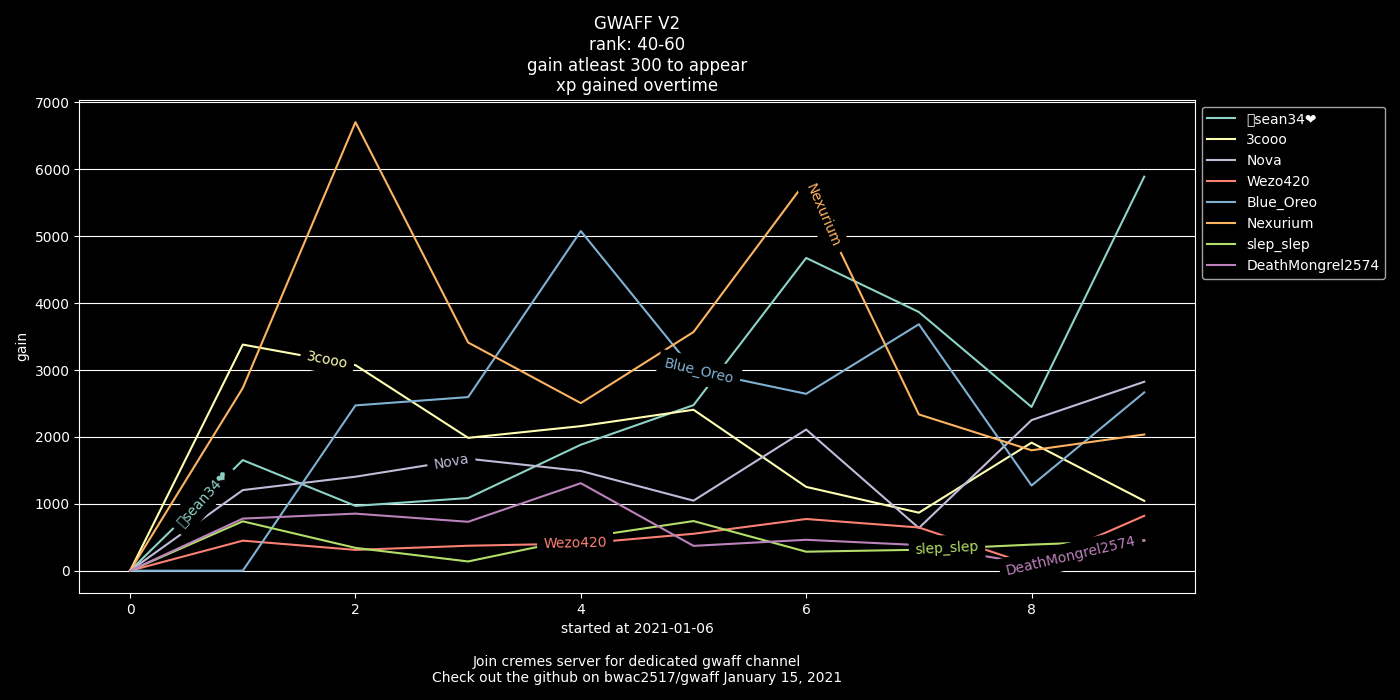 GWAFF V2
rank: 40-60
gain atleast 300 to appear
xp gained overtime
7000
6000
5000
4000
3000
2000
1000
0
gain
sean34❤
3cooo
Nova
Wezo420
Blue_Oreo
Nexurium
slep_slep
DeathMongrel2574
0 2 4 6 8
started at 2021-01-06
sean34❤
3cooo
Nova
Wezo420
Blue_Oreo
Nexurium
slep_slep
DeathMongrel2574
Join cremes server for dedicated gwaff channel
Check out the github on bwac2517/gwaff January 15, 2021